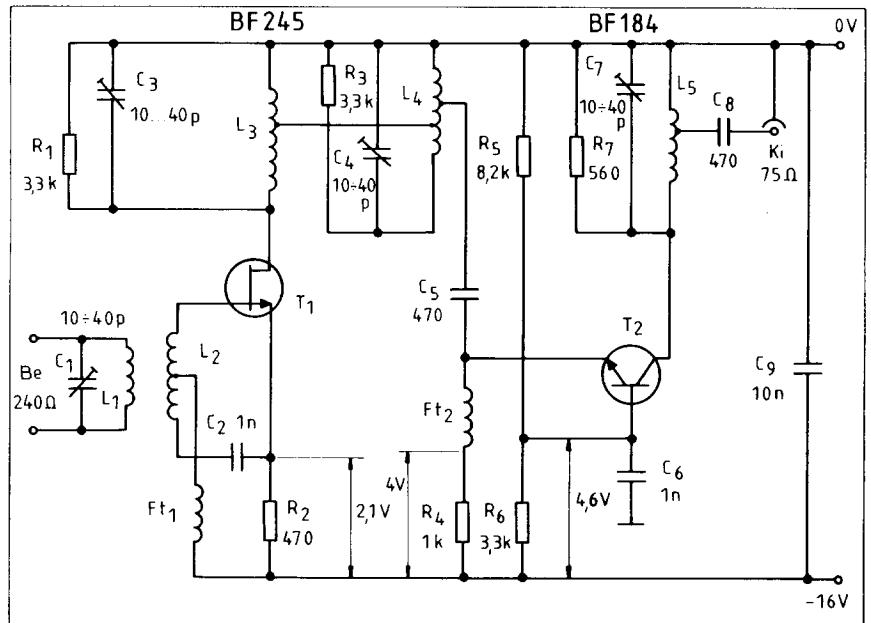 BF245
BF184
0V
C3
10...40p
R1
3,3k
L3
R3
3,3k
C4
10÷40
p
L4
R5
8,2k
C7
10÷40
p
R7
560
L5
C8
470
Ki
75Ω
T1
C5
470
T2
C9
10n
10÷40p
Be
240Ω
C1
L1
L2
C2 1n
Ft1
R2
470
2,1V
Ft2
4V
R4
1k
R6
3,3k
4,6V
C6
1n
-16V